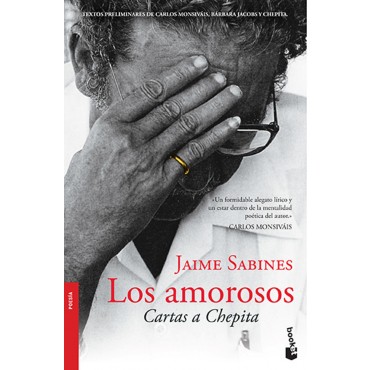 TEXTOS PRELIMINARES DE CARLOS MONSIVÁIS, BÁRBARA JACOBS Y CHEPITA.
«Un formidable alegato lírico y
un estar dentro de la mentalidad
poética del autor.»
CARLOS MONSIVÁIS
JAIME SABINES
Los amorosos
Cartas a Chepita
POESÍA
booket